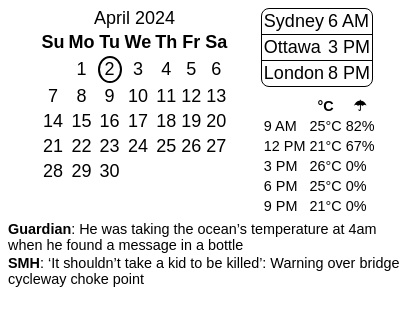 April 2024
Su Mo Tu We Th Fr Sa
1 2 3 4 5 6
7 8 9 10 11 12 13
14 15 16 17 18 19 20
21 22 23 24 25 26 27
28 29 30
Sydney 6 AM
Ottawa 3 PM
London 8 PM
°C ☂
9 AM 25°C 82%
12 PM 21°C 67%
3 PM 26°C 0%
6 PM 25°C 0%
9 PM 21°C 0%
Guardian: He was taking the ocean’s temperature at 4am
when he found a message in a bottle
SMH: ‘It shouldn’t take a kid to be killed’: Warning over bridge
cycleway choke point